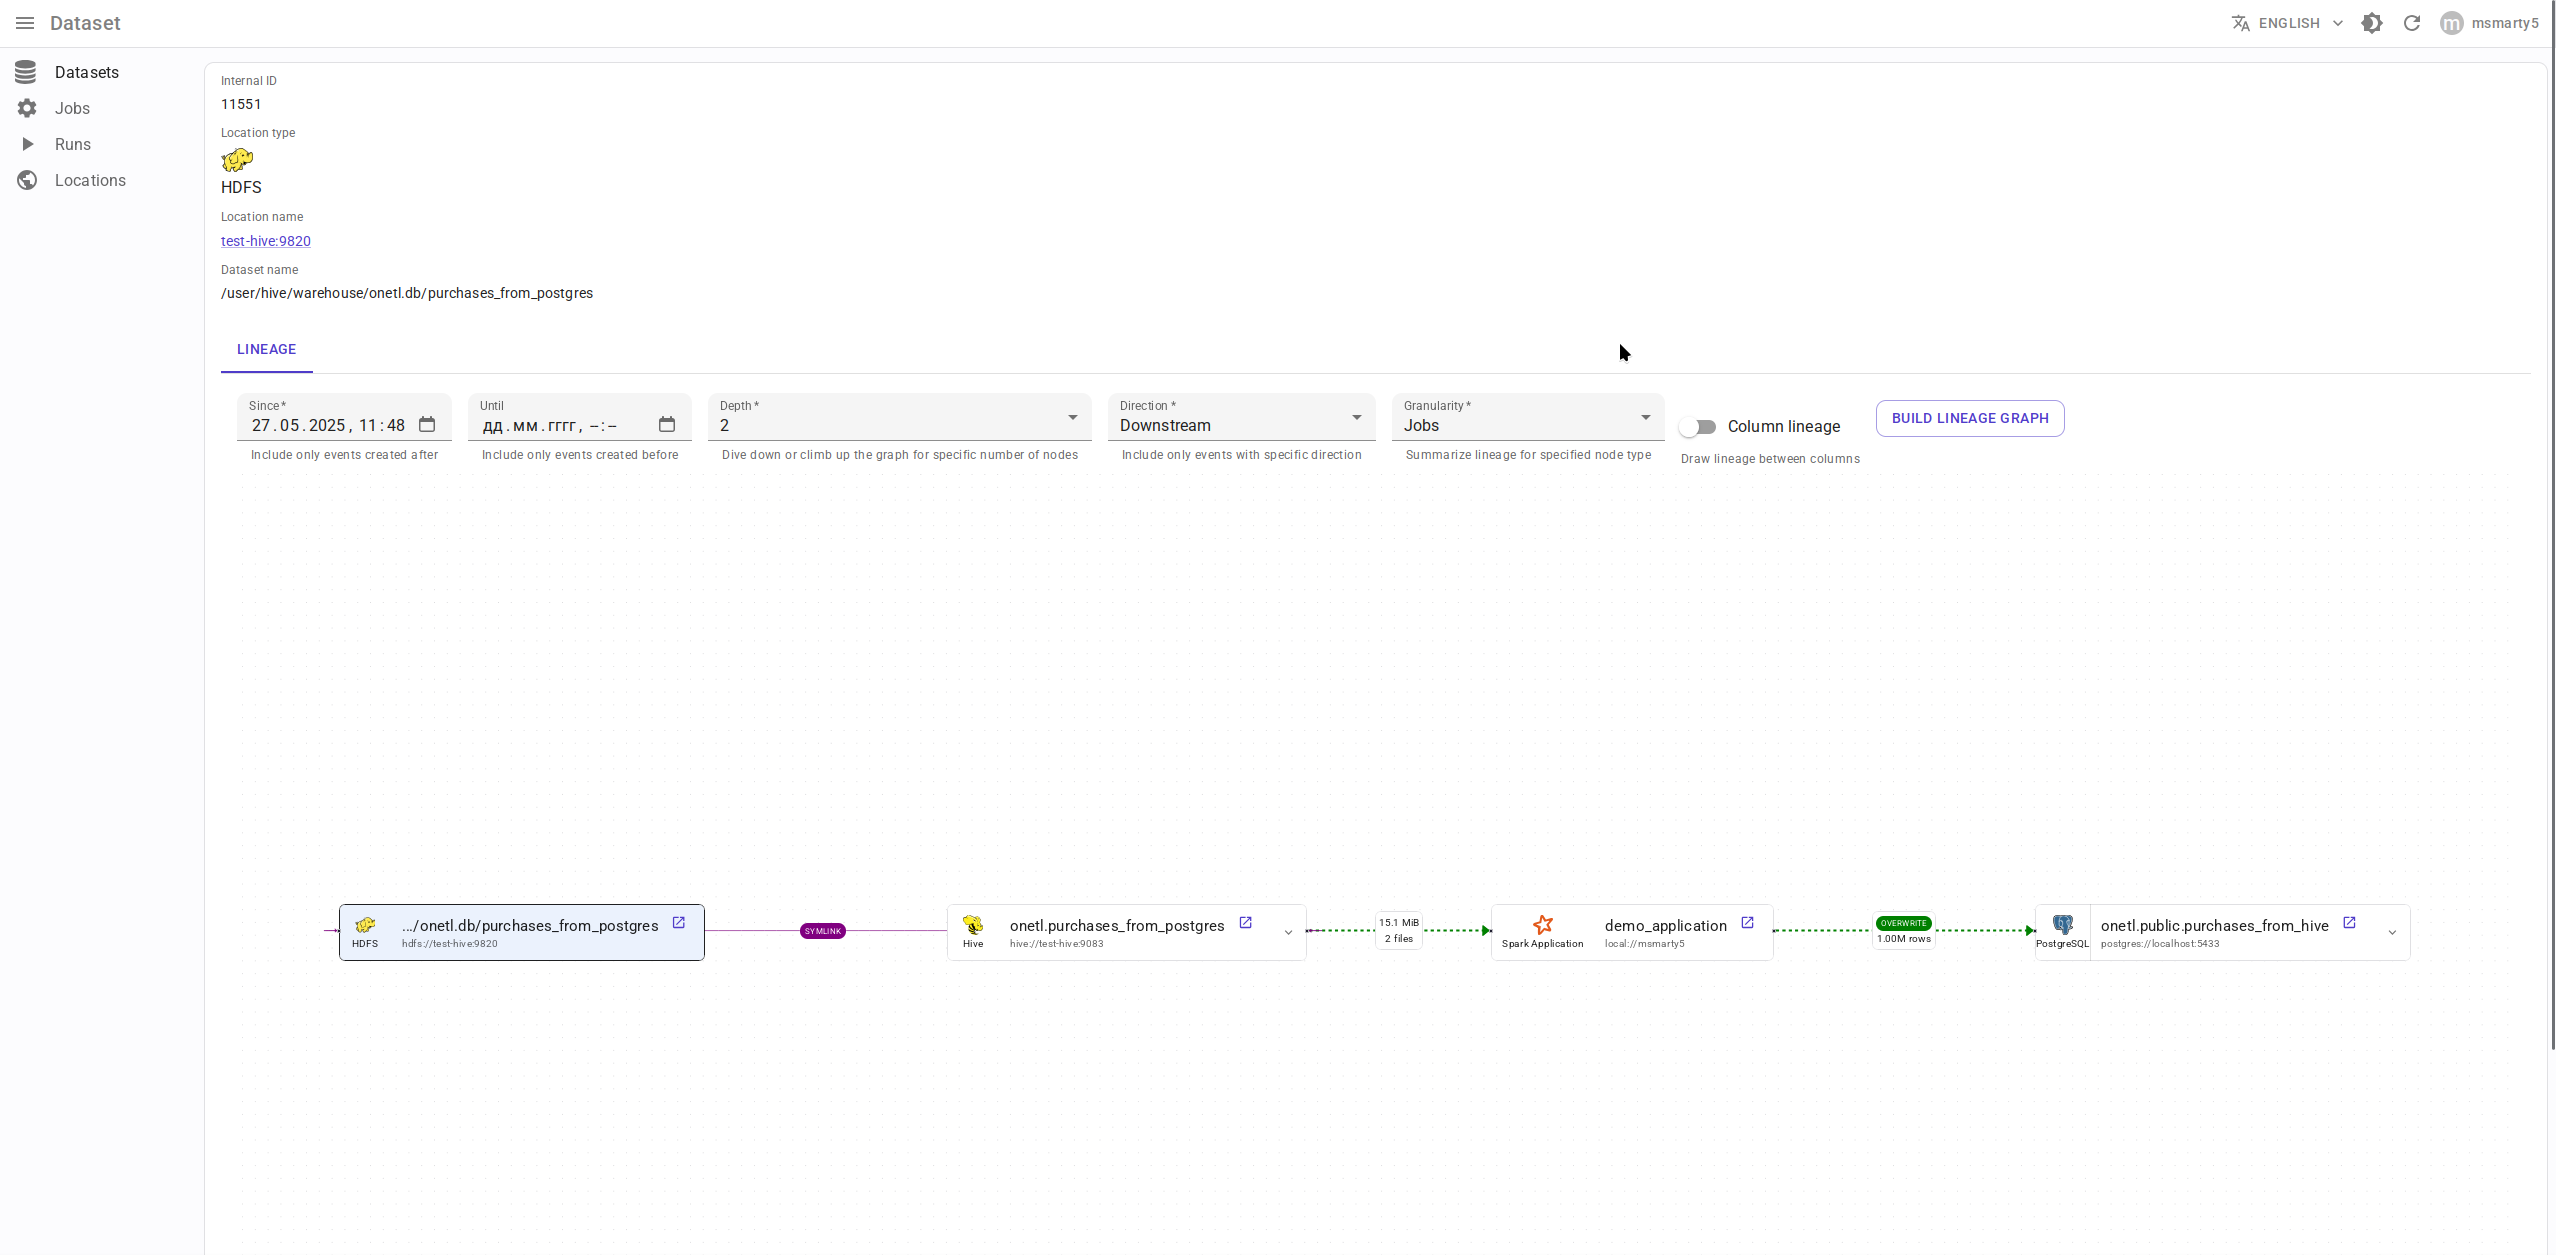 Dataset
ENGLISH
m msmarty5
Datasets
Jobs
Runs
Locations
Internal ID
11551
Location type
HDFS
Location name
test-hive:9820
Dataset name
/user/hive/warehouse/onetl.db/purchases_from_postgres
LINEAGE
Since *
27.05.2025, 11:48
Include only events created after
Until
дд.мм.гггг, --:--
Include only events created before
Depth *
2
Dive down or climb up the graph for specific number of nodes
Direction *
Downstream
Include only events with specific direction
Granularity *
Jobs
Summarize lineage for specified node type
Column lineage
Draw lineage between columns
BUILD LINEAGE GRAPH
HDFS
.../onetl.db/purchases_from_postgres
hdfs://test-hive:9820
SYMLINK
Hive
onetl.purchases_from_postgres
hive://test-hive:9083
15.1 MiB
2 files
Spark Application
demo_application
local://msmarty5
OVERWRITE
1.00M rows
PostgreSQL
onetl.public.purchases_from_hive
postgres://localhost:5433